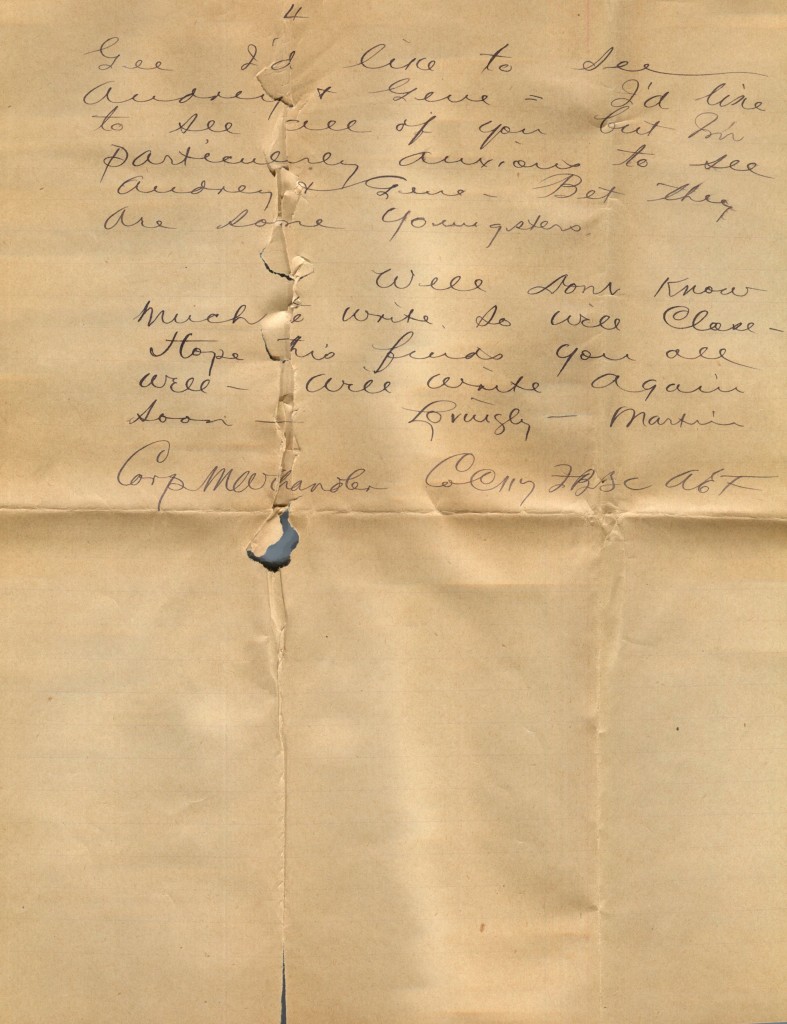 4
Gee I'd like to see
Audrey + Gene = I'd like
to see all of you but I'm
particularly anxious to see
Audrey + Gene - Bet they
are some youngsters.
Well dont know
much to write. So will close -
Hope this finds you all
well - will write again
soon - Lovingly - Martin
Corp M W Chandler Co C 117 F.B. S C AEF